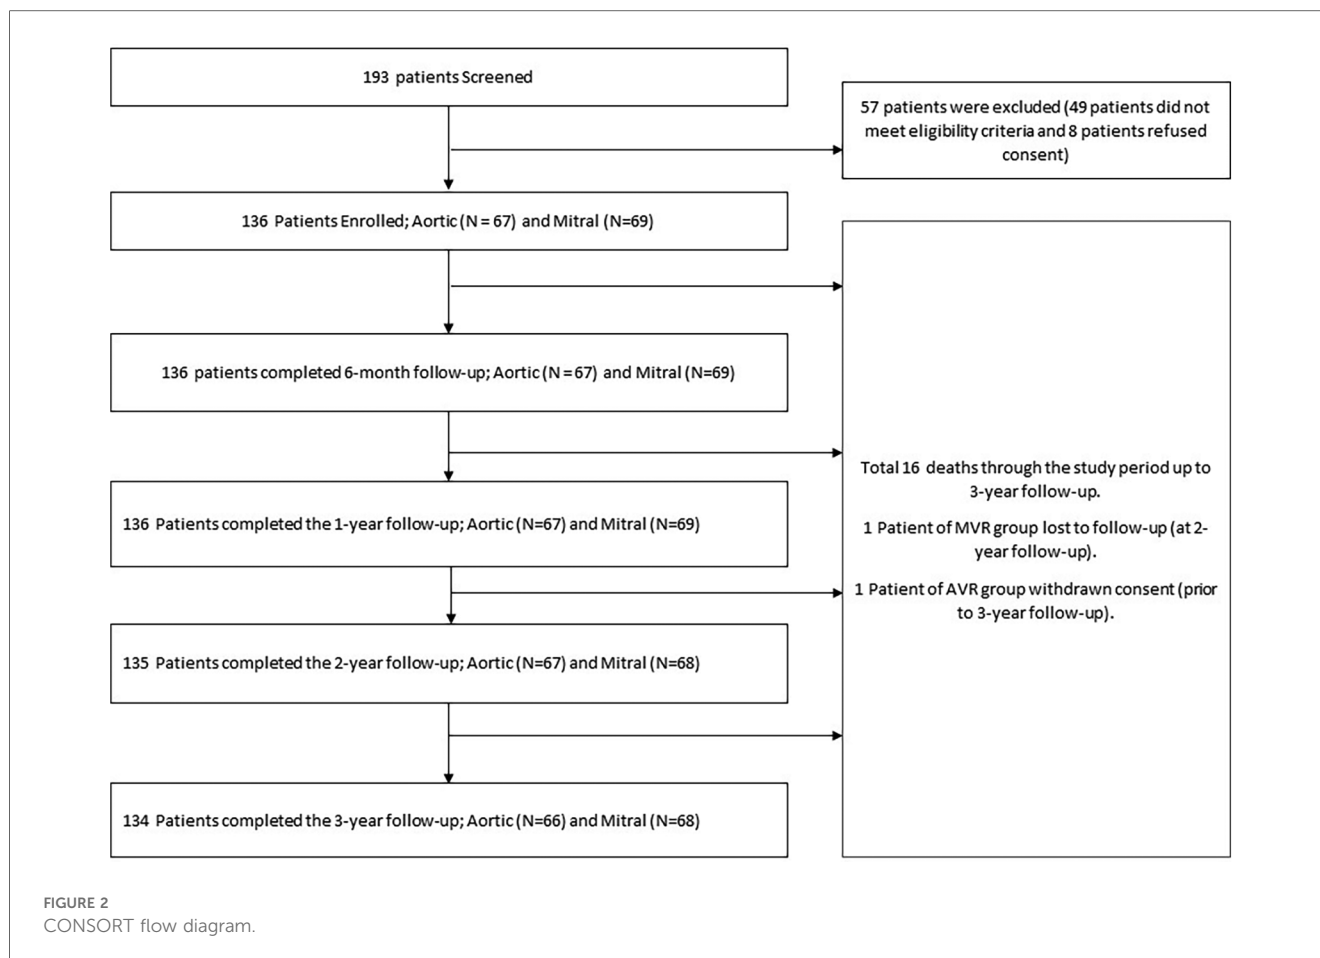 193 patients Screened
57 patients were excluded (49 patients did not
meet eligibility criteria and 8 patients refused
consent)
136 Patients Enrolled; Aortic (N = 67) and Mitral (N=69)
136 patients completed 6-month follow-up; Aortic (N = 67) and Mitral (N=69)
136 Patients completed the 1-year follow-up; Aortic (N=67) and Mitral (N=69)
Total 16 deaths through the study period up to
3-year follow-up.
1 Patient of MVR group lost to follow-up (at 2-
year follow-up).
1 Patient of AVR group withdrawn consent (prior
to 3-year follow-up).
135 Patients completed the 2-year follow-up; Aortic (N=67) and Mitral (N=68)
134 Patients completed the 3-year follow-up; Aortic (N=66) and Mitral (N=68)
FIGURE 2
CONSORT flow diagram.